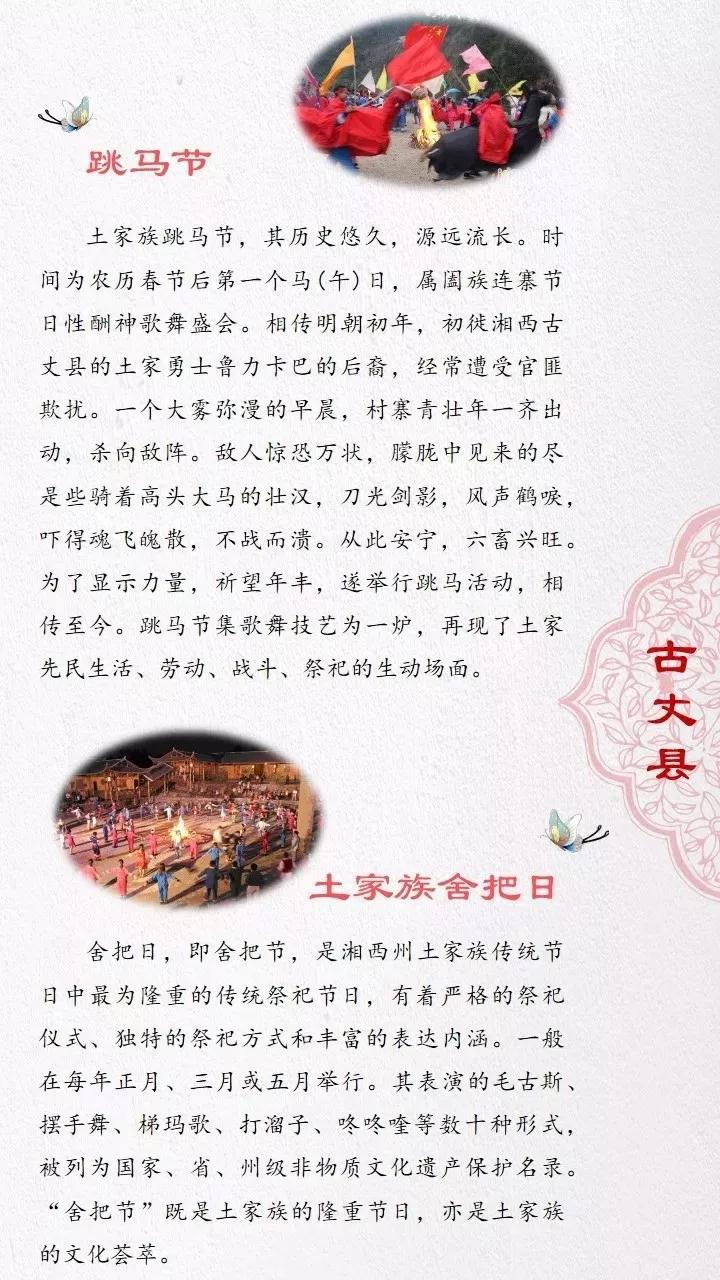 跳马节
土家族跳马节，其历史悠久，源远流长。时
间为农历春节后第一个马(午)日，属阖族连寨节
日性酬神歌舞盛会。相传明朝初年，初徙湘西古
丈县的土家勇士鲁力卡巴的后裔，经常遭受官匪
欺扰。一个大雾弥漫的早晨，村寨青壮年一齐出
动，杀向敌阵。敌人惊恐万状，朦胧中见来的尽
是些骑着高头大马的壮汉，刀光剑影，风声鹤唳，
吓得魂飞魄散，不战而溃。从此安宁，六畜兴旺。
为了显示力量，祈望年丰，遂举行跳马活动，相
传至今。跳马节集歌舞技艺为一炉，再现了土家
先民生活、劳动、战斗、祭祀的生动场面。
古丈县
土家族舍把日
舍把日，即舍把节，是湘西州土家族传统节
日中最为隆重的传统祭祀节日，有着严格的祭祀
仪式、独特的祭祀方式和丰富的表达内涵。一般
在每年正月、三月或五月举行。其表演的毛古斯、
摆手舞、梯玛歌、打溜子、咚咚喹等数十种形式，
被列为国家、省、州级非物质文化遗产保护名录。
“舍把节”既是土家族的隆重节日，亦是土家族
的文化荟萃。